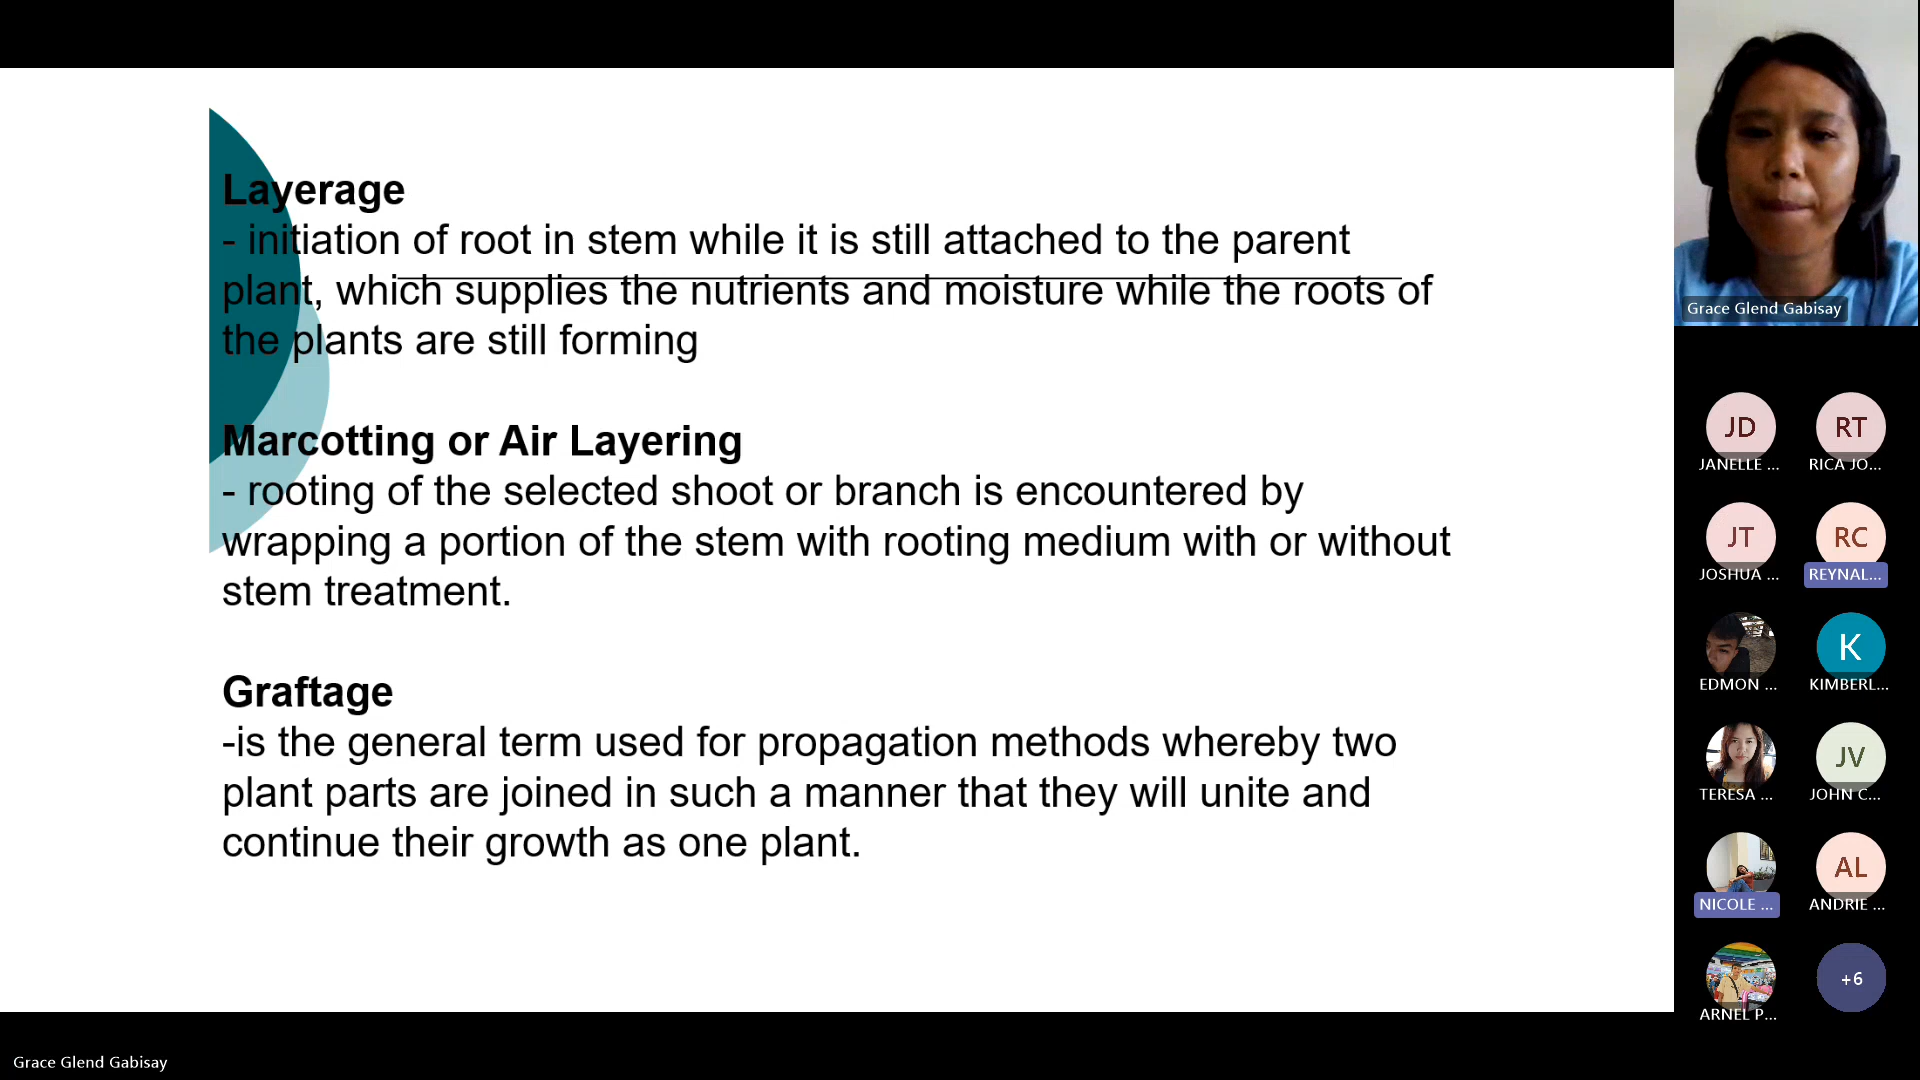 Layerage
- initiation of root in stem while it is still attached to the parent
plant, which supplies the nutrients and moisture while the roots of
the plants are still forming
Marcotting or Air Layering
- rooting of the selected shoot or branch is encountered by
wrapping a portion of the stem with rooting medium with or without
stem treatment.
Graftage
-is the general term used for propagation methods whereby two
plant parts are joined in such a manner that they will unite and
continue their growth as one plant.
Grace Glend Gabisay
JD
RT
JANELLE ...
RICA JO...
JT
RC
JOSHUA ...
REYNAL...
K
EDMON ...
KIMBERL...
JV
TERESA ...
JOHN C...
AL
NICOLE ...
ANDRIE ...
+6
ARNEL P...
Grace Glend Gabisay